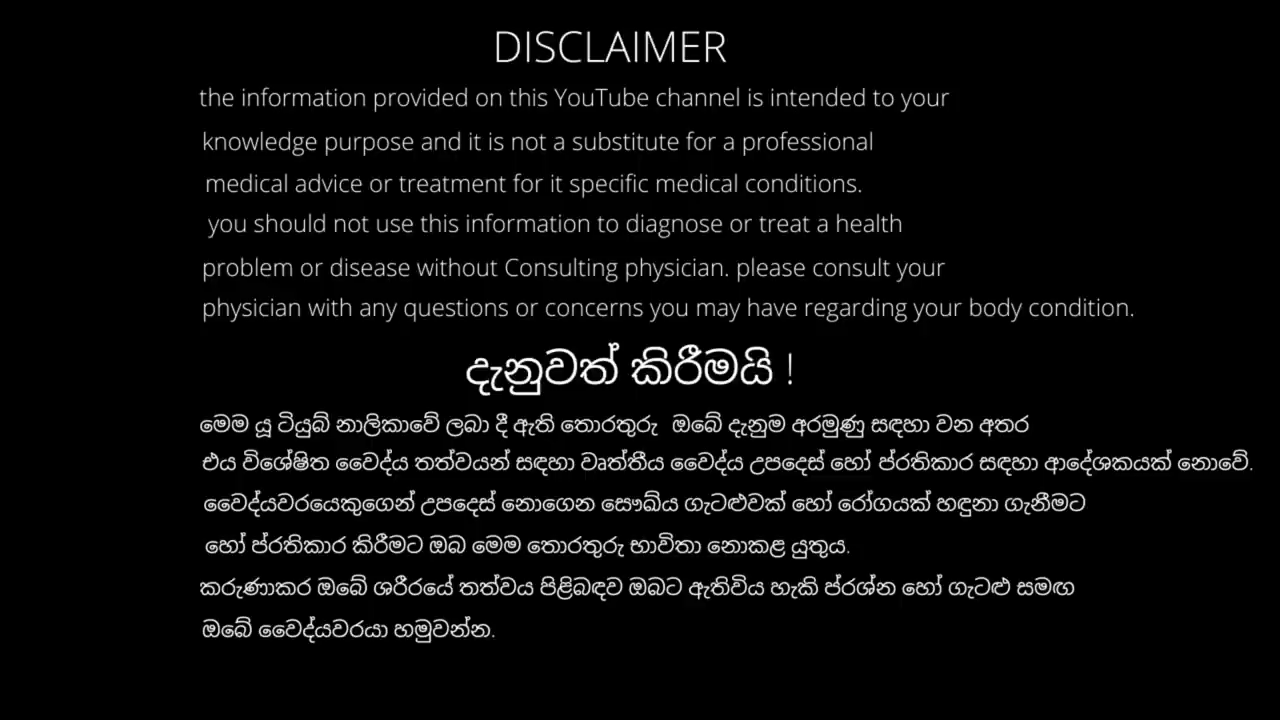 DISCLAIMER
the information provided on this YouTube channel is intended to your
knowledge purpose and it is not a substitute for a professional
medical advice or treatment for it specific medical conditions.
you should not use this information to diagnose or treat a health
problem or disease without Consulting physician. please consult your
physician with any questions or concerns you may have regarding your body condition.
දැනුවත් කිරීමයි !
මෙම යූ ටියුබ් නාලිකාවේ ලබා දී ඇති තොරතුරු ඔබේ දැනුම අරමුණු සඳහා වන අතර
එය විශේෂිත වෛද්ය තත්වයන් සඳහා වෘත්තීය වෛද්ය උපදෙස් හෝ ප්රතිකාර සඳහා ආදේශකයක් නොවේ.
වෛද්යවරයෙකුගෙන් උපදෙස් නොගෙන සෞඛ්ය ගැටළුවක් හෝ රෝගයක් හඳුනා ගැනීමට
හෝ ප්රතිකාර කිරීමට ඔබ මෙම තොරතුරු භාවිතා නොකළ යුතුය.
කරුණාකර ඔබේ ශරීරයේ තත්වය පිළිබඳව ඔබට ඇතිවිය හැකි ප්රශ්න හෝ ගැටළු සමඟ
ඔබේ වෛද්යවරයා හමුවන්න.